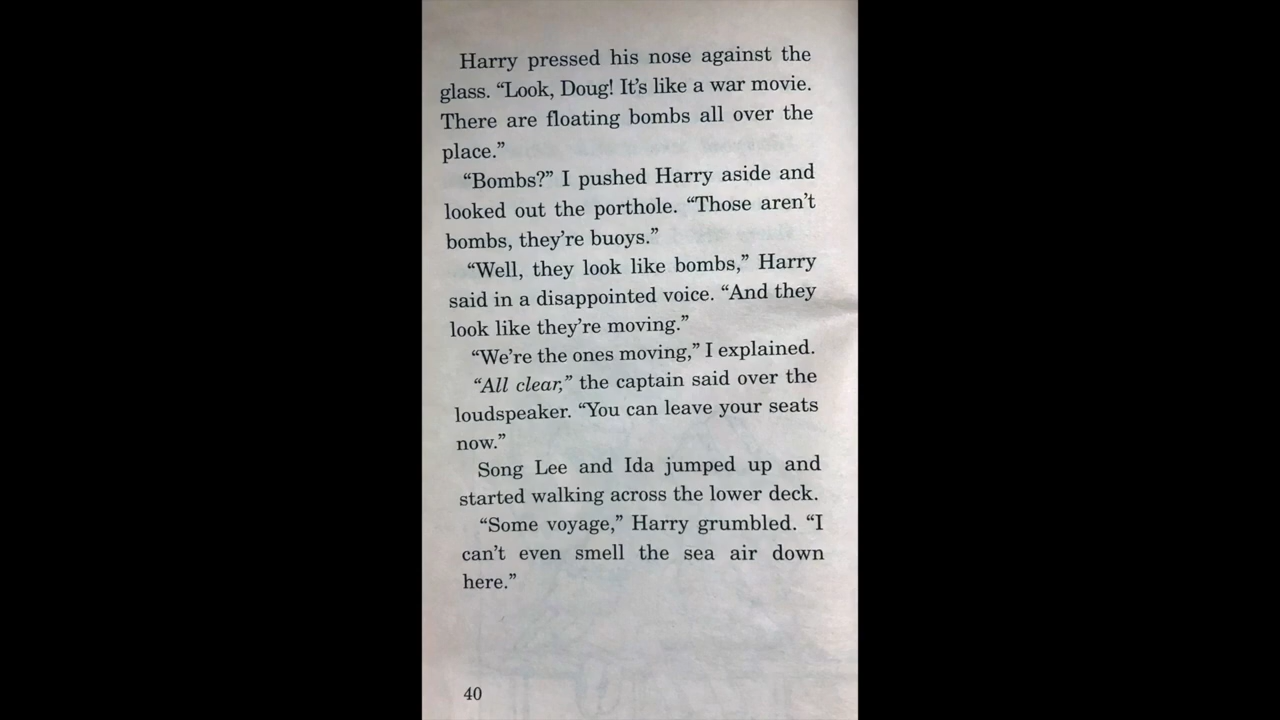 Harry pressed his nose against the
glass. “Look, Doug! It’s like a war movie.
There are floating bombs all over the
place.”
“Bombs?” I pushed Harry aside and
looked out the porthole. “Those aren’t
bombs, they’re buoys.”
“Well, they look like bombs,” Harry
said in a disappointed voice. “And they
look like they’re moving.”
“We’re the ones moving,” I explained.
“All clear,” the captain said over the
loudspeaker. “You can leave your seats
now.”
Song Lee and Ida jumped up and
started walking across the lower deck.
“Some voyage,” Harry grumbled. “I
can’t even smell the sea air down
here.”
40